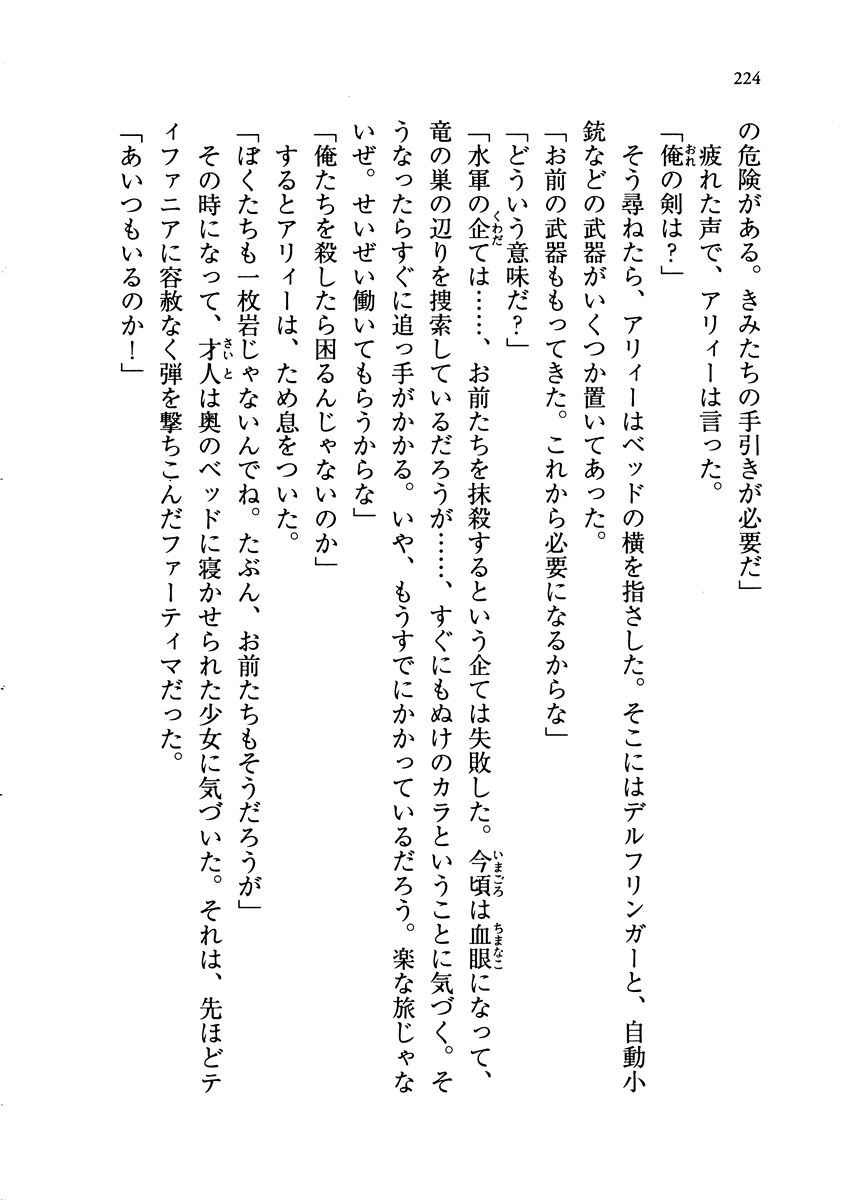 224
の危険がある。きみたちの手引きが必要だ」
　疲れた声で、アリィーは言った。
「俺の剣は？」
　そう尋ねたら、アリィーはベッドの横を指さした。そこにはデルフリンガーと、自動小
銃などの武器がいくつか置いてあった。
「お前の武器ももってきた。これから必要になるからな」
「どういう意味だ？」
「水軍の企ては……、お前たちを抹殺するという企ては失敗した。今頃は血眼になって、
竜の巣の辺りを捜索しているだろうが……、すぐにもぬけのカラということに気づく。そ
うなったらすぐに追っ手がかかる。いや、もうすでにかかっているだろう。楽な旅じゃな
いぜ。せいぜい働いてもらうからな」
「俺たちを殺したら困るんじゃないのか」
　するとアリィーは、ため息をついた。
「ぼくたちも一枚岩じゃないんでね。たぶん、お前たちもそうだろうが」
　その時になって、才人は奥のベッドに寝かせられた少女に気づいた。それは、先ほどテ
ィファニアに容赦なく弾を撃ちこんだファーティマだった。
「あいつもいるのか！」